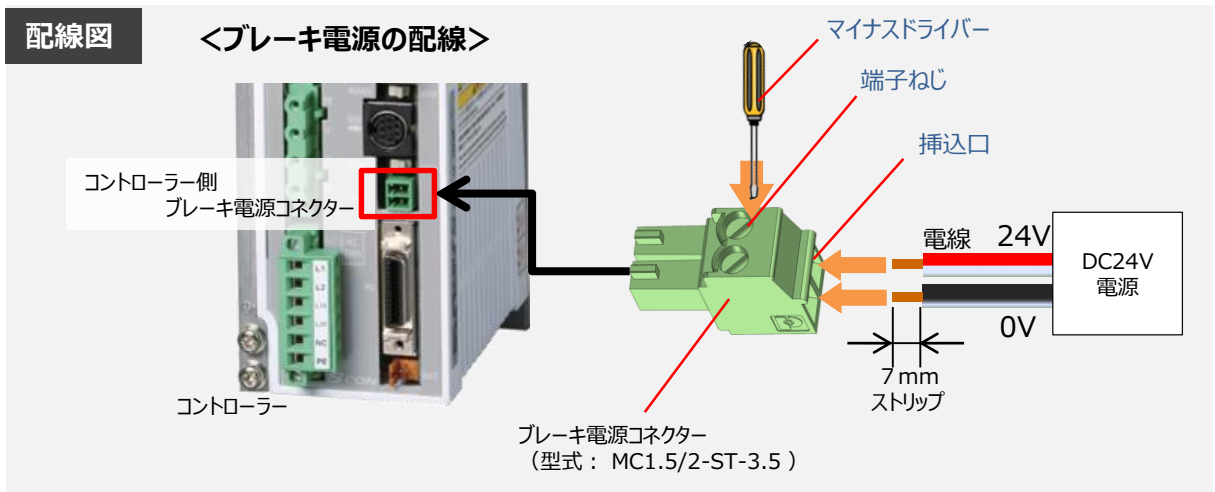 配線図
＜ブレーキ電源の配線＞
マイナスドライバー
端子ねじ
挿込口
コントローラー側
ブレーキ電源コネクター
電線 24V
DC24V
電源
0V
L1
L2
NC
PE
7mm
ストリップ
コントローラー
ブレーキ電源コネクター
（型式： MC1.5/2-ST-3.5 ）